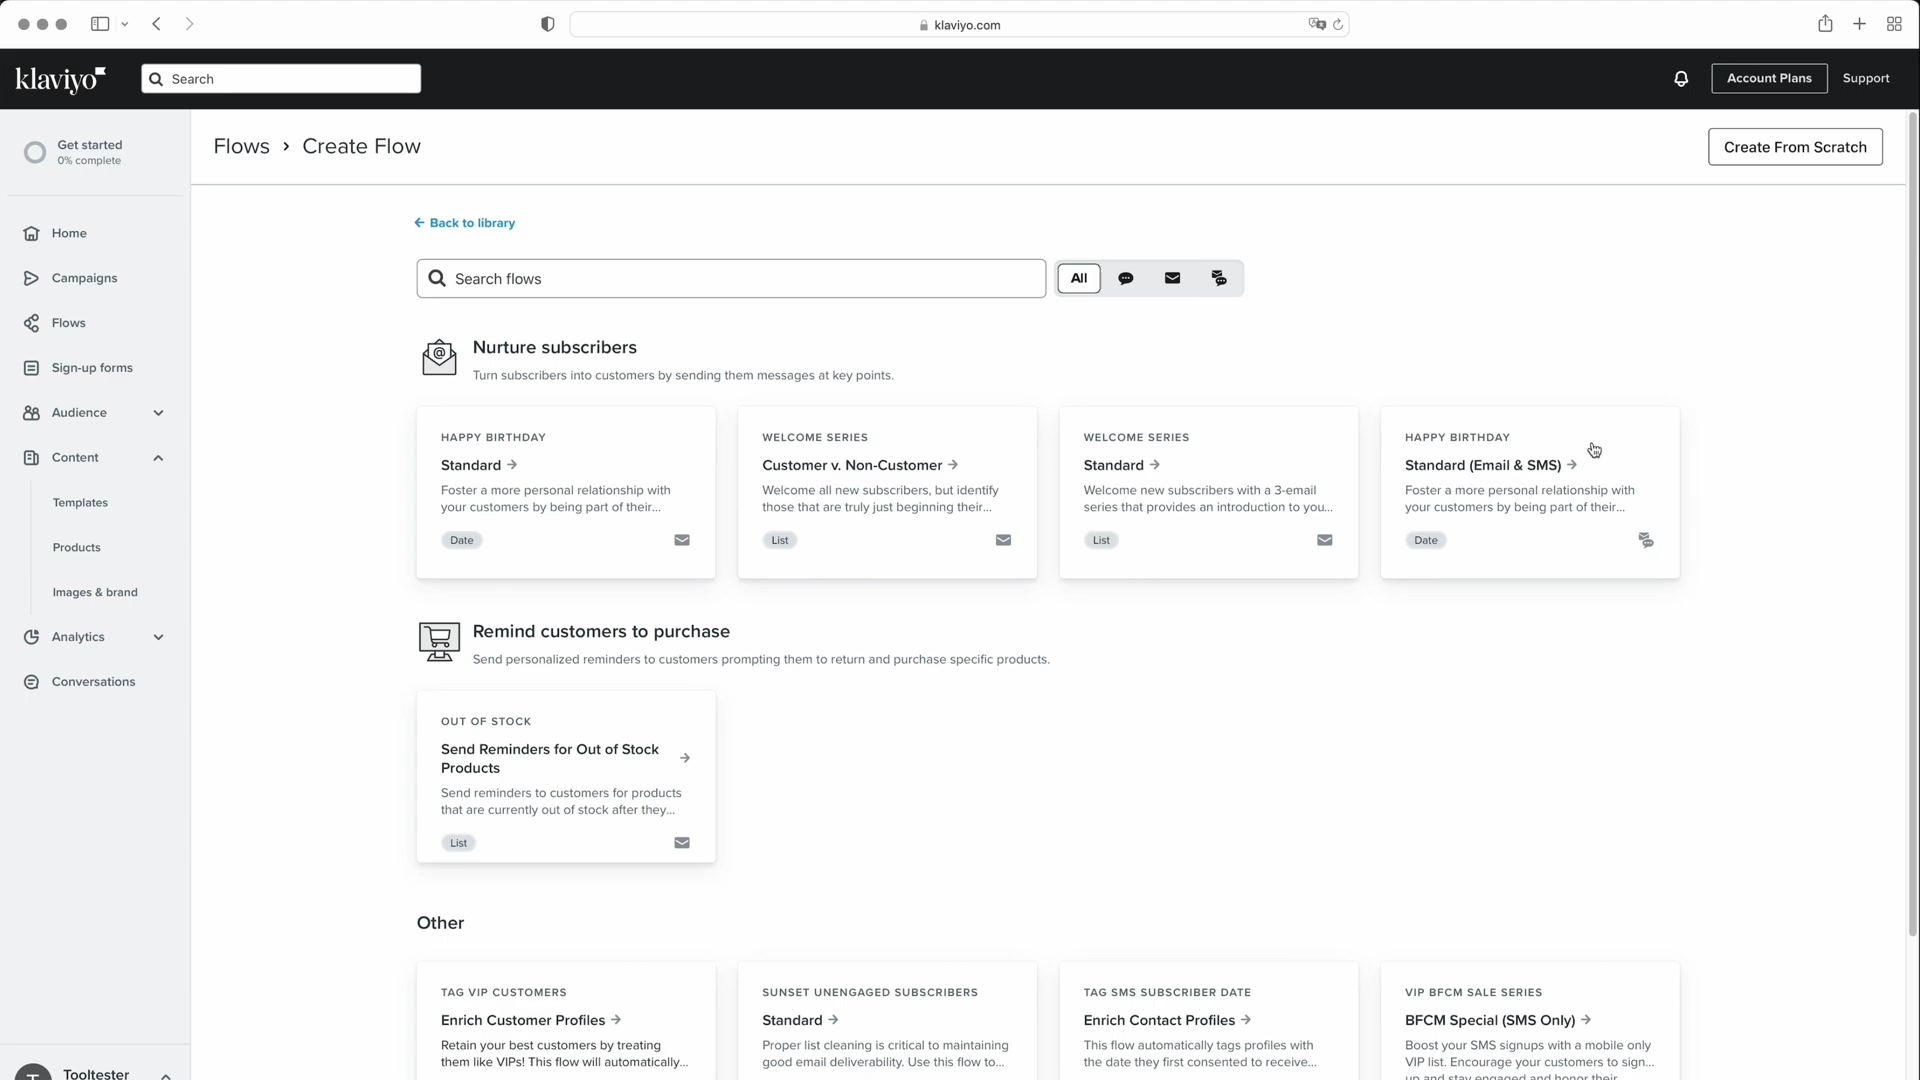 klaviyo.com
klaviyo
Search
Account Plans
Support
Get started
0% complete
Home
Campaigns
Flows
Sign-up forms
Audience
Content
Templates
Products
Images & brand
Analytics
Conversations
Tooltester
Flows › Create Flow
Create From Scratch
← Back to library
Search flows
All
Nurture subscribers
Turn subscribers into customers by sending them messages at key points.
HAPPY BIRTHDAY
Standard →
Foster a more personal relationship with
your customers by being part of their...
Date
WELCOME SERIES
Customer v. Non-Customer →
Welcome all new subscribers, but identify
those that are truly just beginning their...
List
WELCOME SERIES
Standard →
Welcome new subscribers with a 3-email
series that provides an introduction to you...
List
HAPPY BIRTHDAY
Standard (Email & SMS) →
Foster a more personal relationship with
your customers by being part of their...
Date
Remind customers to purchase
Send personalized reminders to customers prompting them to return and purchase specific products.
OUT OF STOCK
Send Reminders for Out of Stock
Products →
Send reminders to customers for products
that are currently out of stock after they...
List
Other
TAG VIP CUSTOMERS
Enrich Customer Profiles →
Retain your best customers by treating
them like VIPs! This flow will automatically...
SUNSET UNENGAGED SUBSCRIBERS
Standard →
Proper list cleaning is critical to maintaining
good email deliverability. Use this flow to...
TAG SMS SUBSCRIBER DATE
Enrich Contact Profiles →
This flow automatically tags profiles with
the date they first consented to receive...
VIP BFCM SALE SERIES
BFCM Special (SMS Only) →
Boost your SMS signups with a mobile only
VIP list. Encourage your customers to sign...
up and stay engaged and honor their